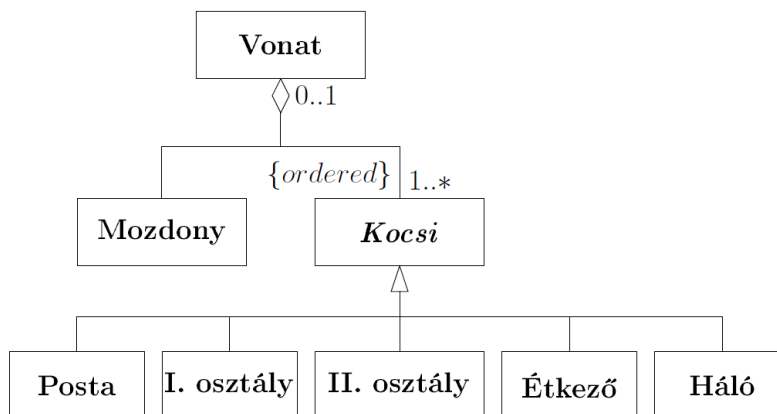 Vonat
0..1
{ordered}
1..*
Mozdony
Kocsi
Posta
I. osztály
II. osztály
Étkező
Háló